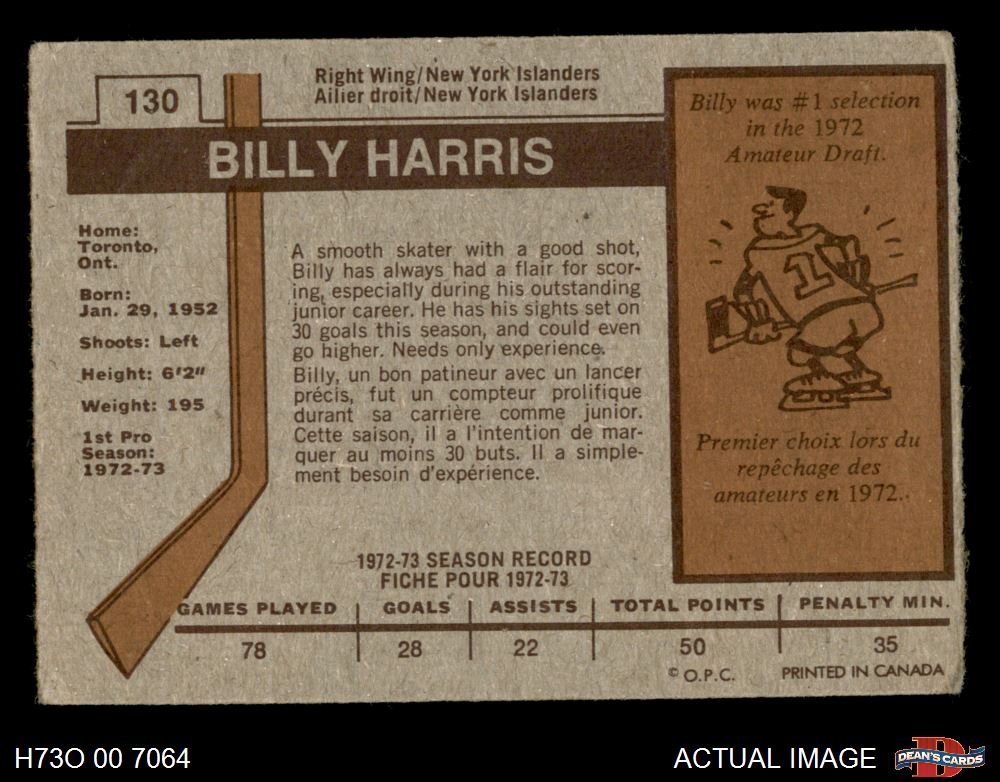 130
Right Wing/New York Islanders
Ailier droit/New York Islanders
BILLY HARRIS
Home:
Toronto,
Ont.
Born:
Jan. 29, 1952
Shoots: Left
Height: 6'2"
Weight: 195
1st Pro
Season:
1972-73
A smooth skater with a good shot,
Billy has always had a flair for scor-
ing, especially during his outstanding
junior career. He has his sights set on
30 goals this season, and could even
go higher. Needs only experience.
Billy, un bon patineur avec un lancer
précis, fut un compteur prolifique
durant sa carrière comme junior.
Cette saison, il a l'intention de mar-
quer au moins 30 buts. Il a simple-
ment besoin d'expérience.
Billy was #1 selection
in the 1972
Amateur Draft.
1
Premier choix lors du
repêchage des
amateurs en 1972.
1972-73 SEASON RECORD
FICHE POUR 1972-73
GAMES PLAYED GOALS ASSISTS TOTAL POINTS PENALTY MIN.
78 28 22 50 35
© O.P.C. PRINTED IN CANADA
H73O 00 7064
ACTUAL IMAGE
D
DEAN'S CARDS